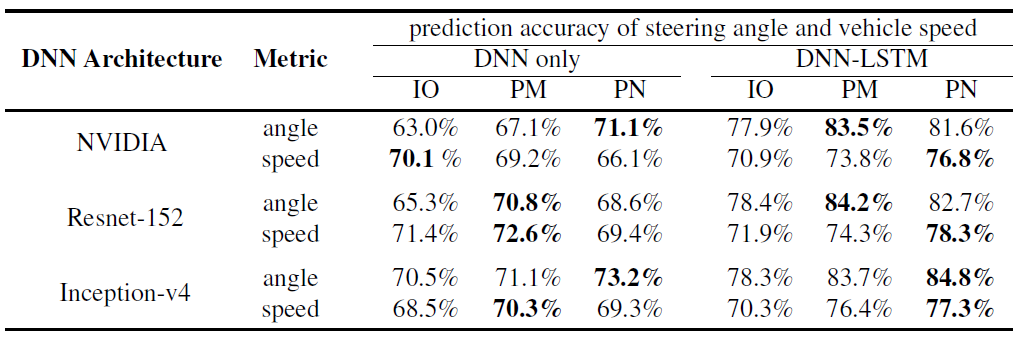 prediction accuracy of steering angle and vehicle speed
DNN Architecture Metric DNN only DNN-LSTM
IO PM PN IO PM PN
NVIDIA angle 63.0% 67.1% 71.1% 77.9% 83.5% 81.6%
speed 70.1 % 69.2% 66.1% 70.9% 73.8% 76.8%
Resnet-152 angle 65.3% 70.8% 68.6% 78.4% 84.2% 82.7%
speed 71.4% 72.6% 69.4% 71.9% 74.3% 78.3%
Inception-v4 angle 70.5% 71.1% 73.2% 78.3% 83.7% 84.8%
speed 68.5% 70.3% 69.3% 70.3% 76.4% 77.3%